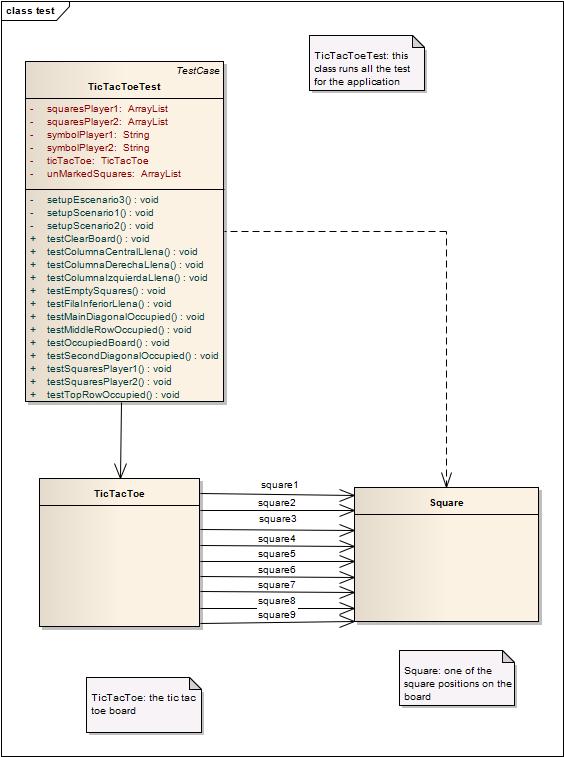 class test
TicTacToeTest: this
class runs all the test
for the application
TestCase
TicTacToeTest
- squaresPlayer1: ArrayList
- squaresPlayer2: ArrayList
- symbolPlayer1: String
- symbolPlayer2: String
- ticTacToe: TicTacToe
- unMarkedSquares: ArrayList
- setupEscenario3() : void
- setupScenario1() : void
- setupScenario2() : void
+ testClearBoard() : void
+ testColumnaCentralLlena() : void
+ testColumnaDerechaLlena() : void
+ testColumnaIzquierdaLlena() : void
+ testEmptySquares() : void
+ testFilaInferiorLlena() : void
+ testMainDiagonalOccupied() : void
+ testMiddleRowOccupied() : void
+ testOccupiedBoard() : void
+ testSecondDiagonalOccupied() : void
+ testSquaresPlayer1() : void
+ testSquaresPlayer2() : void
+ testTopRowOccupied() : void
TicTacToe
square1
square2
square3
square4
square5
square6
square7
square8
square9
Square
TicTacToe: the tic tac
toe board
Square: one of the
square positions on the
board